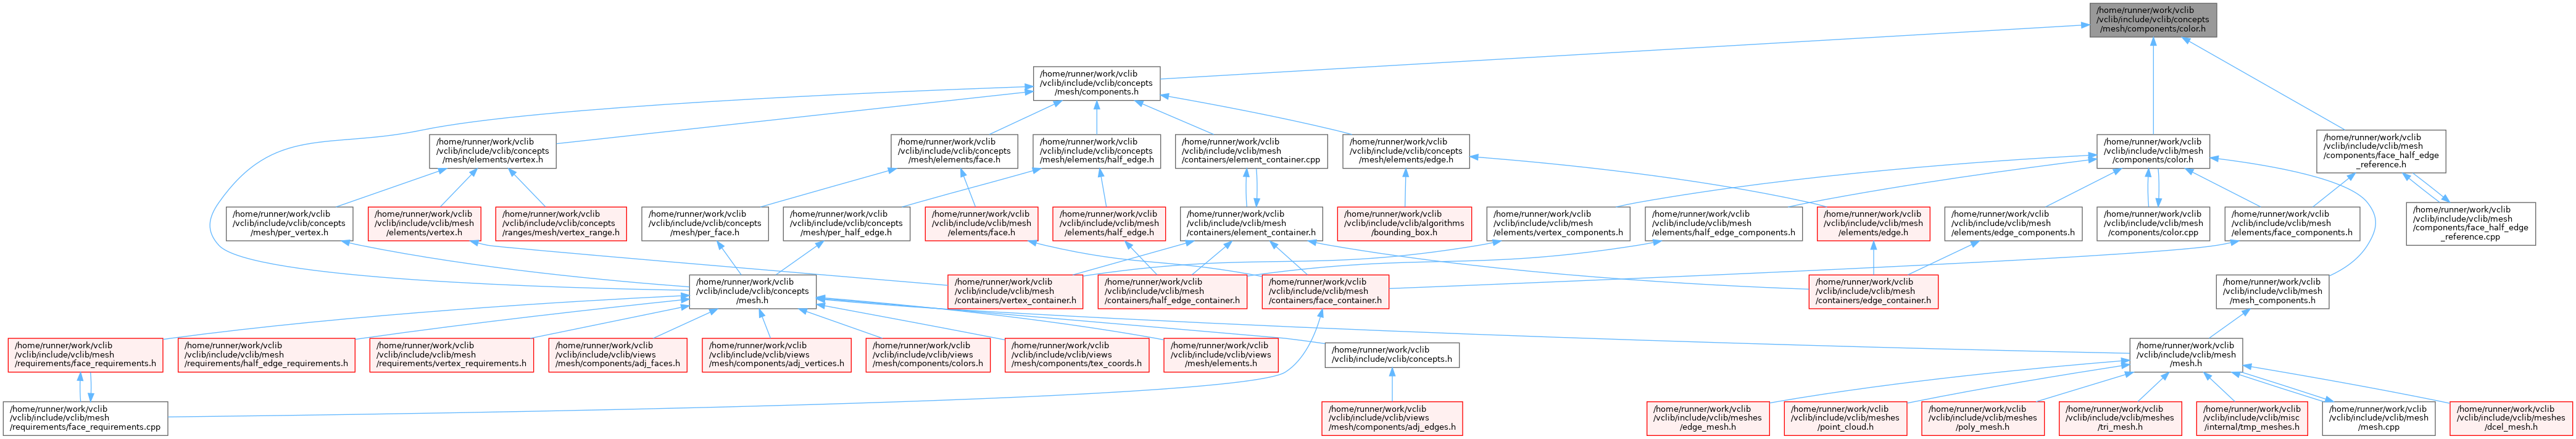 /home/runner/work/vclib
/vclib/include/vclib/concepts
/mesh/components/color.h
/home/runner/work/vclib
/vclib/include/vclib/concepts
/mesh/components.h
/home/runner/work/vclib
/vclib/include/vclib/concepts
/mesh/elements/vertex.h
/home/runner/work/vclib
/vclib/include/vclib/concepts
/mesh/elements/face.h
/home/runner/work/vclib
/vclib/include/vclib/concepts
/mesh/elements/half_edge.h
/home/runner/work/vclib
/vclib/include/vclib/mesh
/containers/element_container.cpp
/home/runner/work/vclib
/vclib/include/vclib/concepts
/mesh/elements/edge.h
/home/runner/work/vclib
/vclib/include/vclib/mesh
/components/color.h
/home/runner/work/vclib
/vclib/include/vclib/mesh
/components/face_half_edge
_reference.h
/home/runner/work/vclib
/vclib/include/vclib/concepts
/mesh/per_vertex.h
/home/runner/work/vclib
/vclib/include/vclib/mesh
/elements/vertex.h
/home/runner/work/vclib
/vclib/include/vclib/concepts
/ranges/mesh/vertex_range.h
/home/runner/work/vclib
/vclib/include/vclib/concepts
/mesh/per_face.h
/home/runner/work/vclib
/vclib/include/vclib/concepts
/mesh/per_half_edge.h
/home/runner/work/vclib
/vclib/include/vclib/mesh
/elements/face.h
/home/runner/work/vclib
/vclib/include/vclib/mesh
/elements/half_edge.h
/home/runner/work/vclib
/vclib/include/vclib/mesh
/containers/element_container.h
/home/runner/work/vclib
/vclib/include/vclib/algorithms
/bounding_box.h
/home/runner/work/vclib
/vclib/include/vclib/mesh
/elements/vertex_components.h
/home/runner/work/vclib
/vclib/include/vclib/mesh
/elements/half_edge_components.h
/home/runner/work/vclib
/vclib/include/vclib/mesh
/elements/edge.h
/home/runner/work/vclib
/vclib/include/vclib/mesh
/elements/edge_components.h
/home/runner/work/vclib
/vclib/include/vclib/mesh
/components/color.cpp
/home/runner/work/vclib
/vclib/include/vclib/mesh
/elements/face_components.h
/home/runner/work/vclib
/vclib/include/vclib/mesh
/components/face_half_edge
_reference.cpp
/home/runner/work/vclib
/vclib/include/vclib/concepts
/mesh.h
/home/runner/work/vclib
/vclib/include/vclib/mesh
/containers/vertex_container.h
/home/runner/work/vclib
/vclib/include/vclib/mesh
/containers/half_edge_container.h
/home/runner/work/vclib
/vclib/include/vclib/mesh
/containers/face_container.h
/home/runner/work/vclib
/vclib/include/vclib/mesh
/containers/edge_container.h
/home/runner/work/vclib
/vclib/include/vclib/mesh
/mesh_components.h
/home/runner/work/vclib
/vclib/include/vclib/mesh
/requirements/face_requirements.h
/home/runner/work/vclib
/vclib/include/vclib/mesh
/requirements/half_edge_requirements.h
/home/runner/work/vclib
/vclib/include/vclib/mesh
/requirements/vertex_requirements.h
/home/runner/work/vclib
/vclib/include/vclib/views
/mesh/components/adj_faces.h
/home/runner/work/vclib
/vclib/include/vclib/views
/mesh/components/adj_vertices.h
/home/runner/work/vclib
/vclib/include/vclib/views
/mesh/components/colors.h
/home/runner/work/vclib
/vclib/include/vclib/views
/mesh/components/tex_coords.h
/home/runner/work/vclib
/vclib/include/vclib/views
/mesh/elements.h
/home/runner/work/vclib
/vclib/include/vclib/concepts.h
/home/runner/work/vclib
/vclib/include/vclib/mesh
/mesh.h
/home/runner/work/vclib
/vclib/include/vclib/mesh
/requirements/face_requirements.cpp
/home/runner/work/vclib
/vclib/include/vclib/views
/mesh/components/adj_edges.h
/home/runner/work/vclib
/vclib/include/vclib/meshes
/edge_mesh.h
/home/runner/work/vclib
/vclib/include/vclib/meshes
/point_cloud.h
/home/runner/work/vclib
/vclib/include/vclib/meshes
/poly_mesh.h
/home/runner/work/vclib
/vclib/include/vclib/meshes
/tri_mesh.h
/home/runner/work/vclib
/vclib/include/vclib/misc
/internal/tmp_meshes.h
/home/runner/work/vclib
/vclib/include/vclib/mesh
/mesh.cpp
/home/runner/work/vclib
/vclib/include/vclib/meshes
/dcel_mesh.h